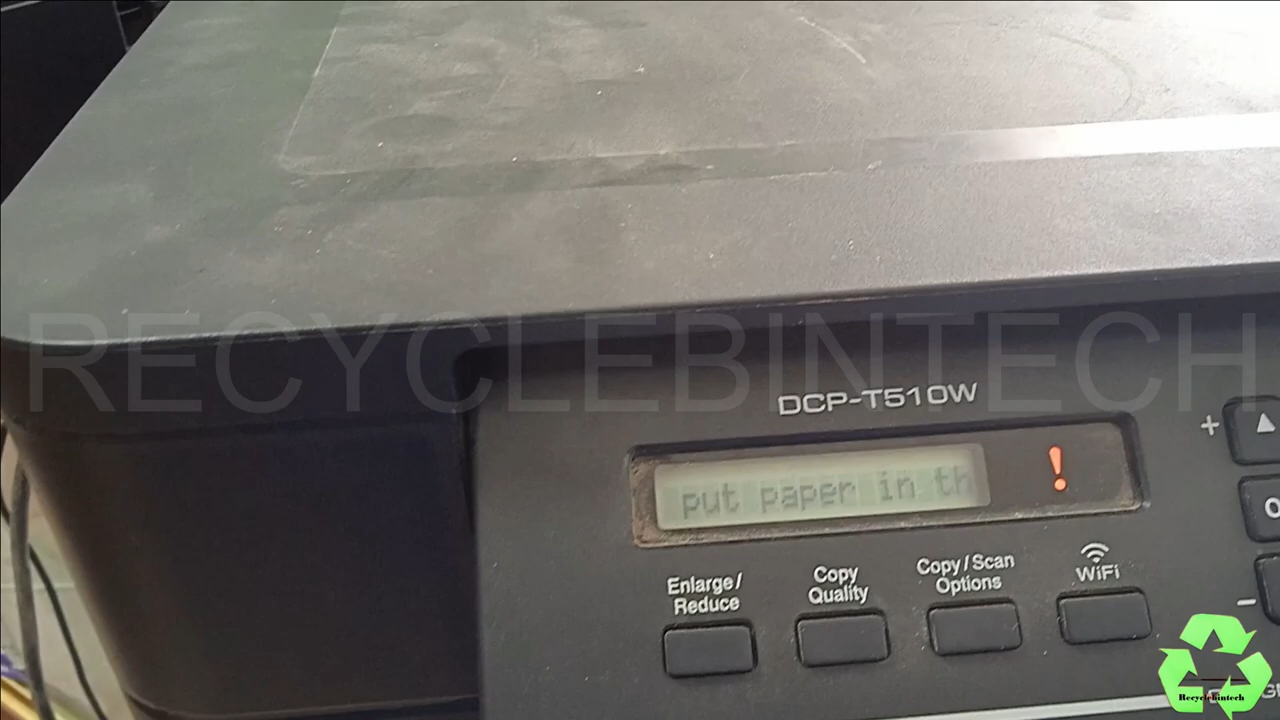 RECYCLEBINTECH
DCP-T510W
put paper in th
!
+
Enlarge/
Reduce
Copy
Quality
Copy/Scan
Options
WiFi
−
Recyclebintech